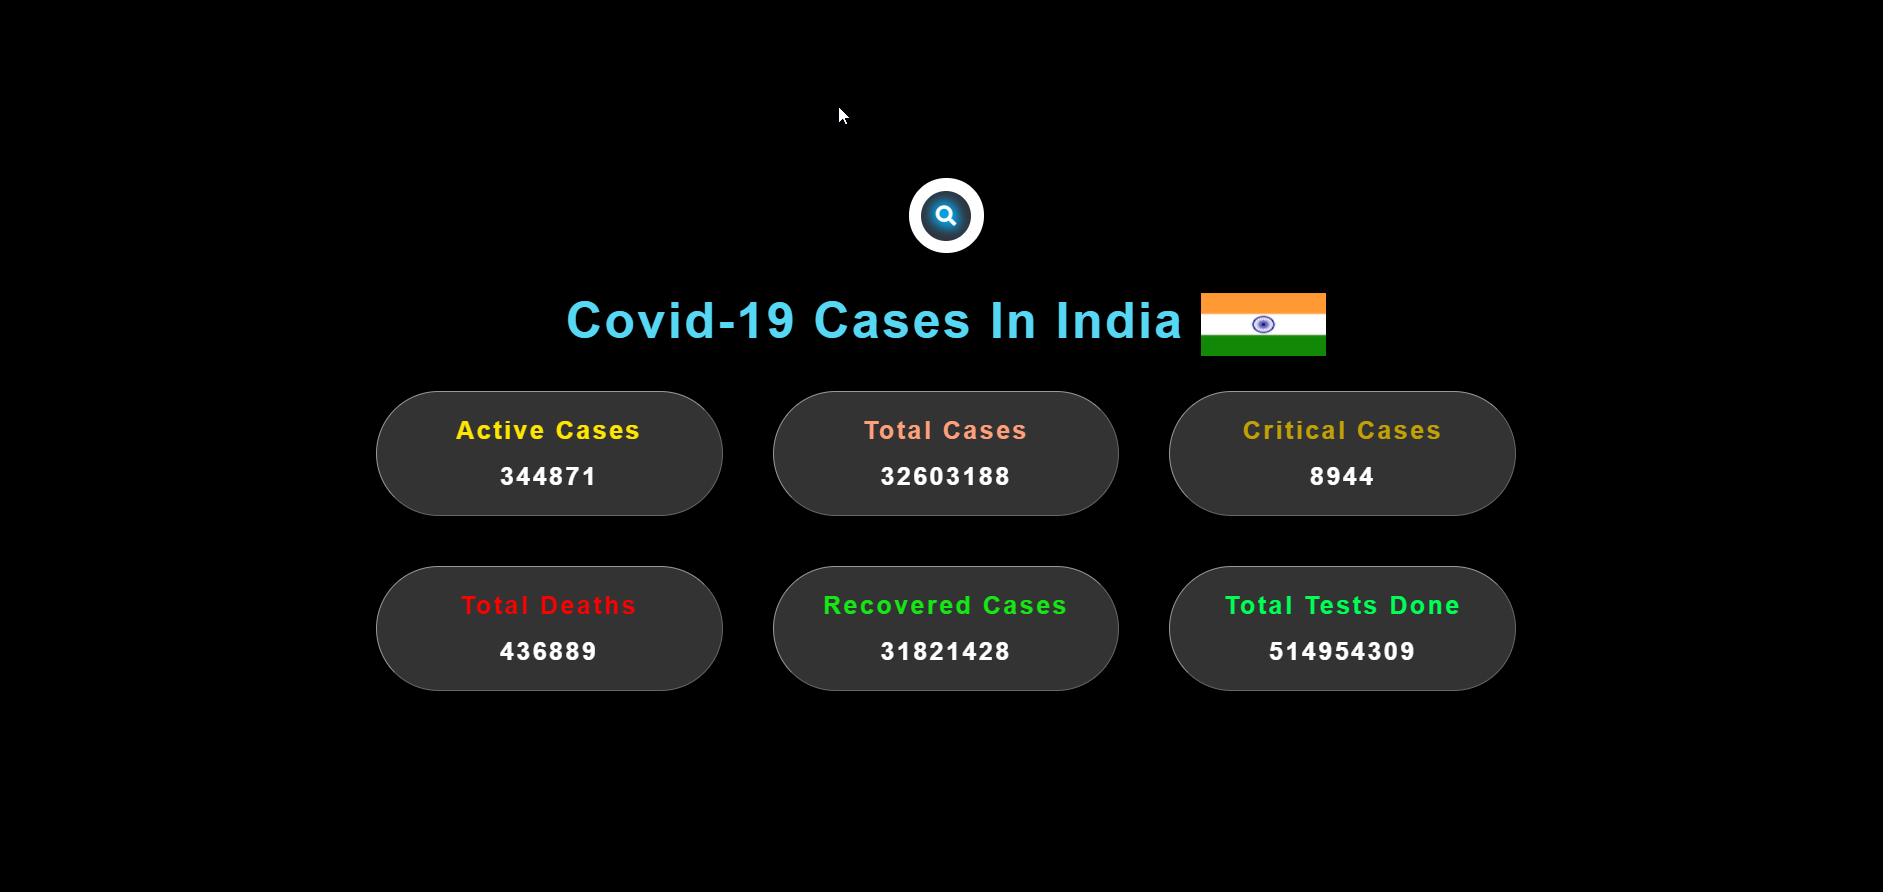 Covid-19 Cases In India
Active Cases
344871
Total Cases
32603188
Critical Cases
8944
Total Deaths
436889
Recovered Cases
31821428
Total Tests Done
514954309